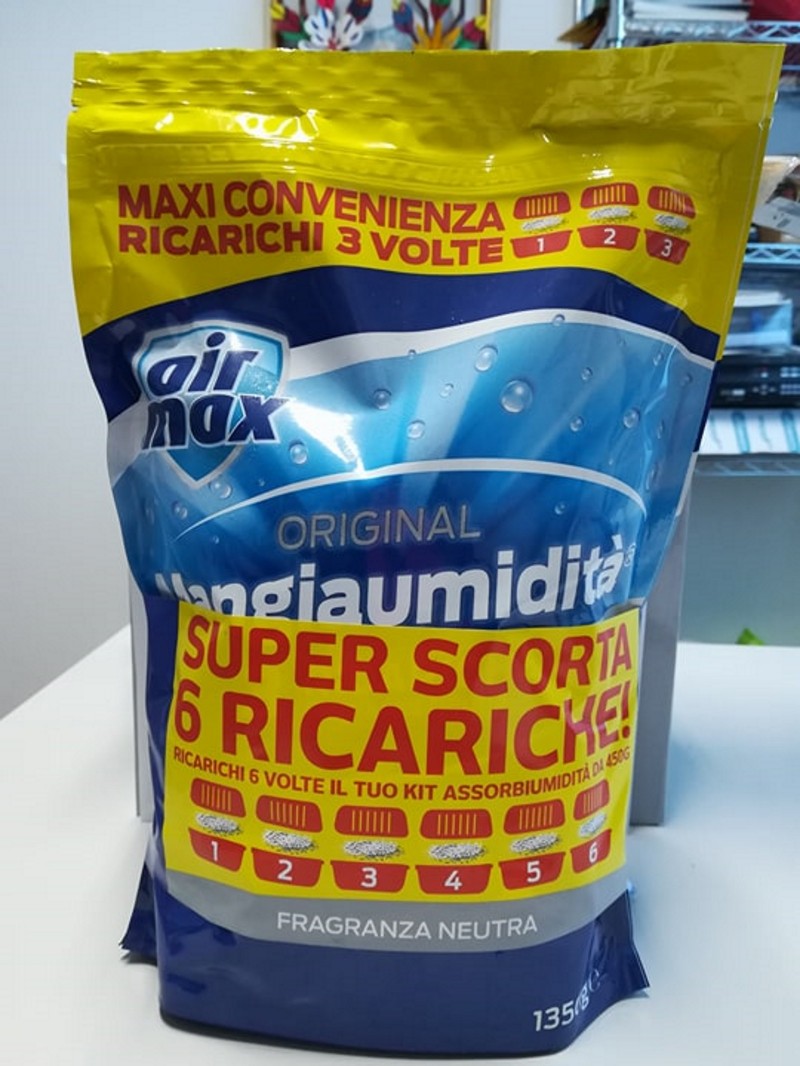 MAXI CONVENIENZA
RICARICHI 3 VOLTE
1 2 3
air
max
ORIGINAL
Mangiaumidità®
SUPER SCORTA
6 RICARICHE!
RICARICHI 6 VOLTE IL TUO KIT ASSORBIUMIDITÀ DA 450G
1 2 3 4 5 6
FRAGRANZA NEUTRA
1350 g e